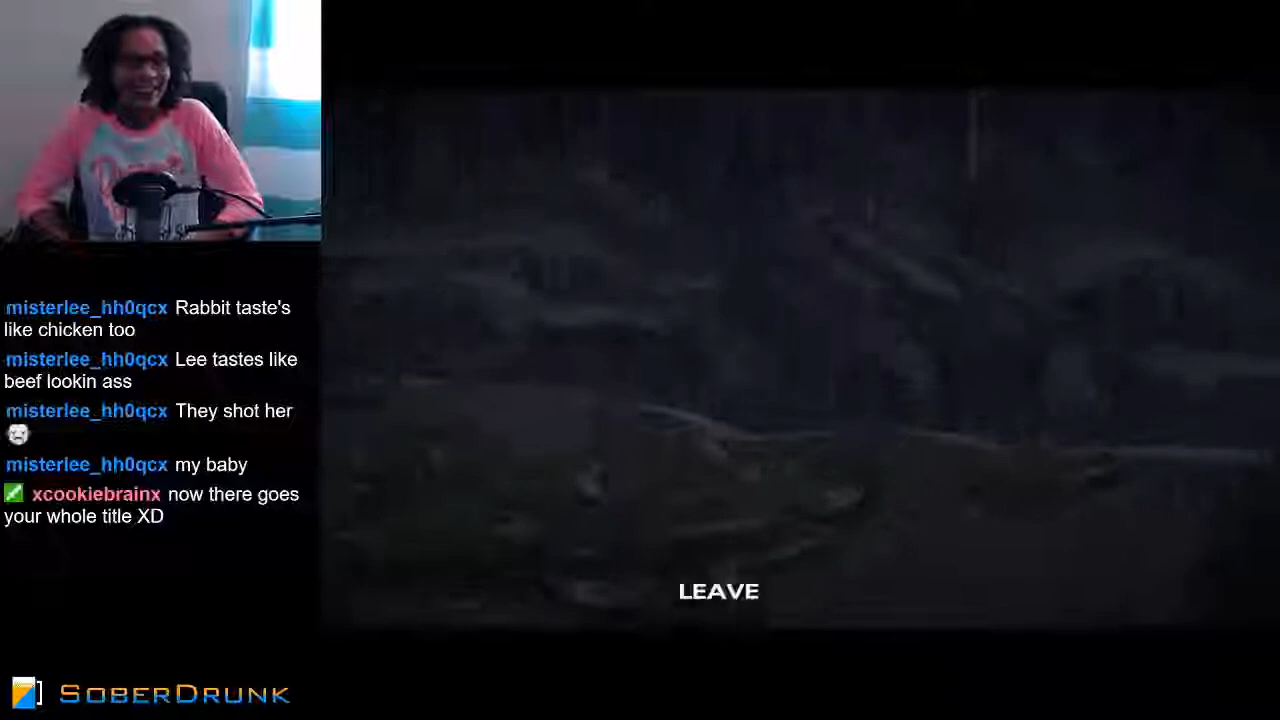 misterlee_hh0qcx Rabbit taste's
like chicken too
misterlee_hh0qcx Lee tastes like
beef lookin ass
misterlee_hh0qcx They shot her
misterlee_hh0qcx my baby
xcookiebrainx now there goes
your whole title XD
LEAVE
SOBERDRUNK